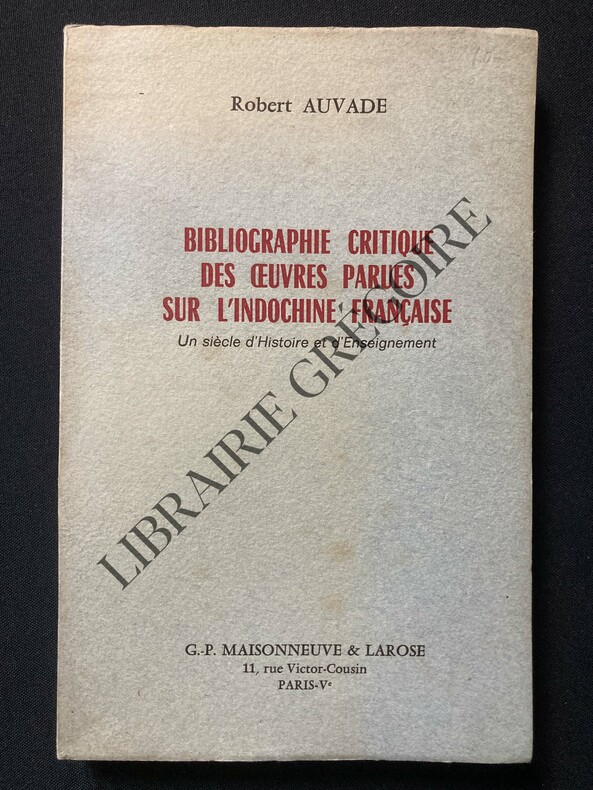 Robert AUVADE
BIBLIOGRAPHIE CRITIQUE
DES ŒUVRES PARUES
SUR L'INDOCHINE FRANÇAISE
Un siècle d'Histoire et d'Enseignement
LIBRAIRIE GRÉGOIRE
G.-P. MAISONNEUVE & LAROSE
11, rue Victor-Cousin
PARIS-Vᵉ